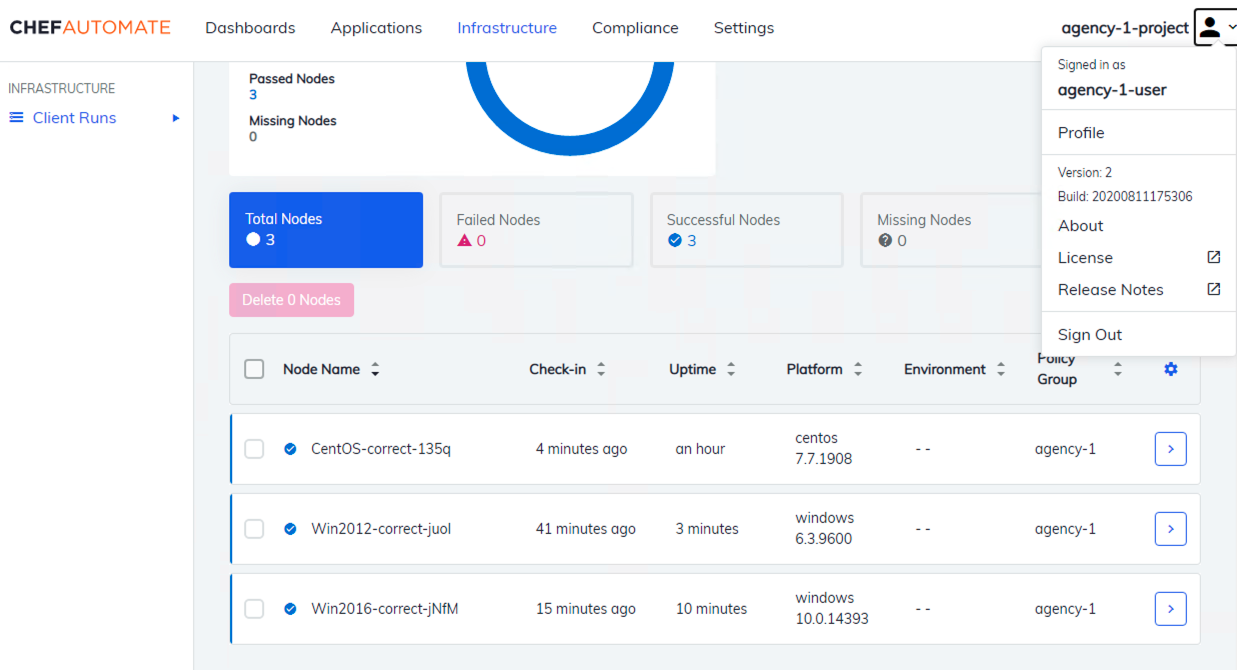 CHEFAUTOMATE Dashboards Applications Infrastructure Compliance Settings agency-1-project
Signed in as
agency-1-user
Profile
Version: 2
Build: 20200811175306
About
License
Release Notes
Sign Out
INFRASTRUCTURE
Client Runs
Passed Nodes
3
Missing Nodes
0
Total Nodes
3
Failed Nodes
0
Successful Nodes
3
Missing Nodes
0
Delete 0 Nodes
Node Name Check-in Uptime Platform Environment Policy Group
CentOS-correct-135q 4 minutes ago an hour centos 7.7.1908 - - agency-1
Win2012-correct-juol 41 minutes ago 3 minutes windows 6.3.9600 - - agency-1
Win2016-correct-jNfM 15 minutes ago 10 minutes windows 10.0.14393 - - agency-1